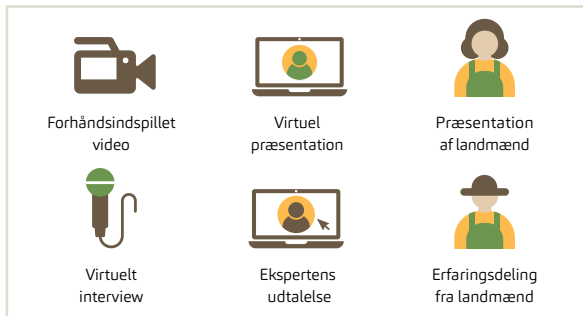 Forhåndsindspillet
video
Virtuel
præsentation
Præsentation
af landmænd
Virtuelt
interview
Ekspertens
udtalelse
Erfaringsdeling
fra landmænd